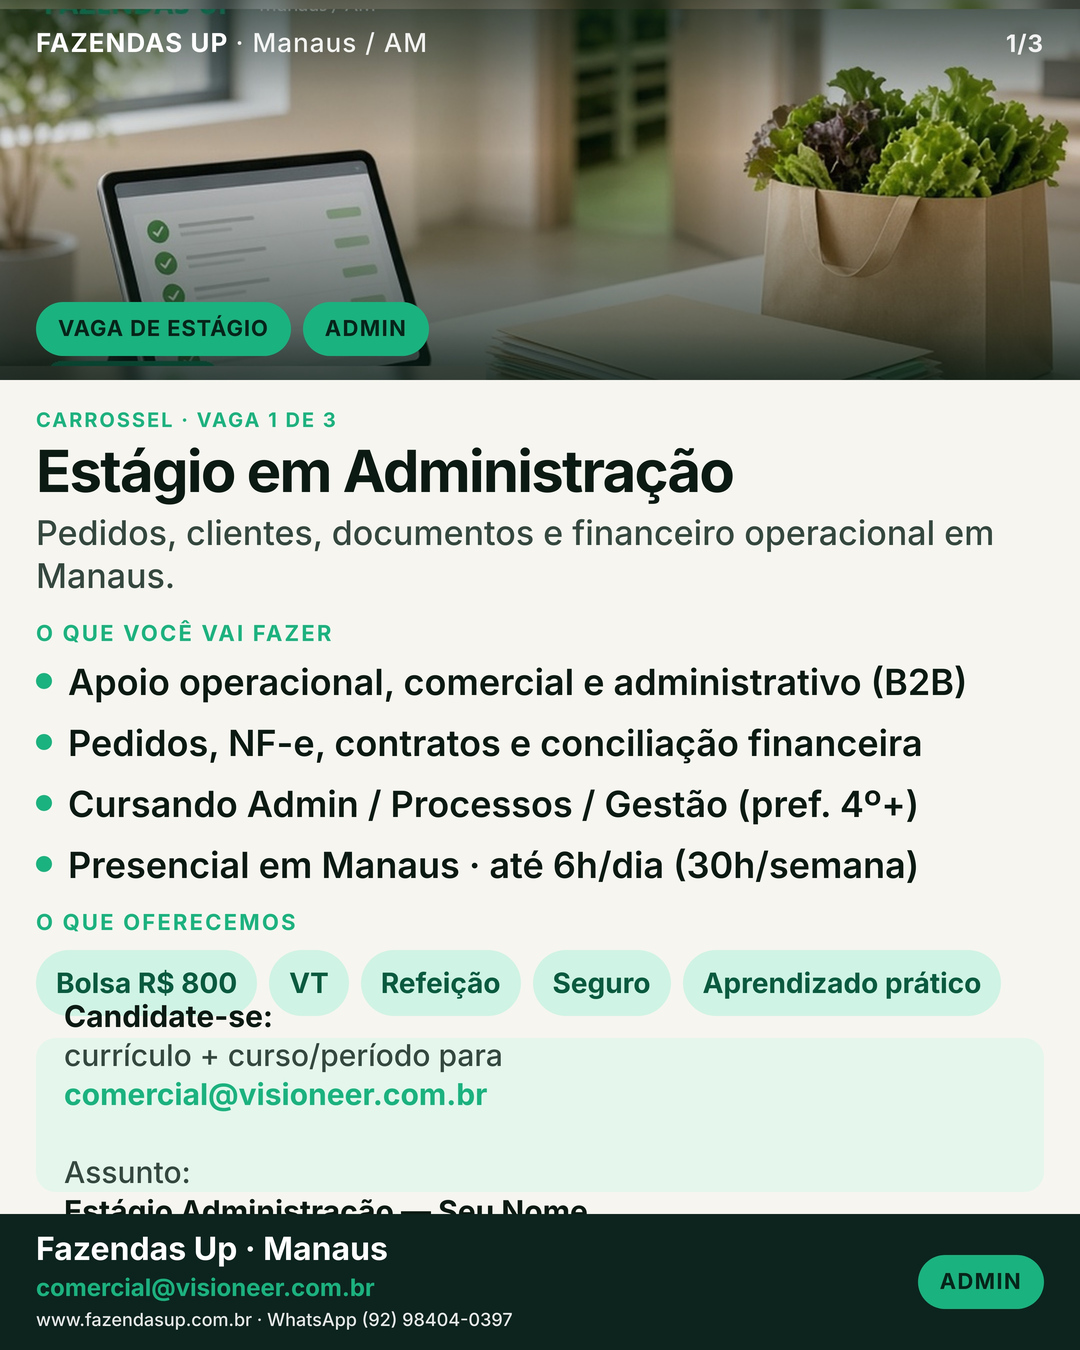 FAZENDAS UP · Manaus / AM
1/3
VAGA DE ESTÁGIO
ADMIN
CARROSSEL · VAGA 1 DE 3
Estágio em Administração
Pedidos, clientes, documentos e financeiro operacional em
Manaus.
O QUE VOCÊ VAI FAZER
Apoio operacional, comercial e administrativo (B2B)
Pedidos, NF-e, contratos e conciliação financeira
Cursando Admin / Processos / Gestão (pref. 4º+)
Presencial em Manaus · até 6h/dia (30h/semana)
O QUE OFERECEMOS
Bolsa R$ 800
VT
Refeição
Seguro
Aprendizado prático
Candidate-se:
currículo + curso/período para
comercial@visioneer.com.br
Assunto:
Estágio Administração — Seu Nome
Fazendas Up · Manaus
comercial@visioneer.com.br
www.fazendasup.com.br · WhatsApp (92) 98404-0397
ADMIN